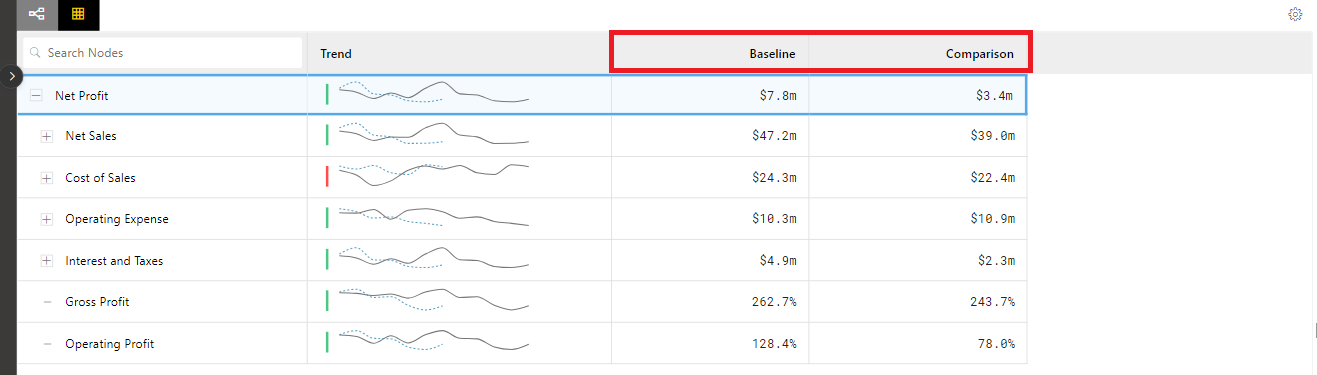 Search Nodes Trend Baseline Comparison
Net Profit $7.8m $3.4m
Net Sales $47.2m $39.0m
Cost of Sales $24.3m $22.4m
Operating Expense $10.3m $10.9m
Interest and Taxes $4.9m $2.3m
Gross Profit 262.7% 243.7%
Operating Profit 128.4% 78.0%